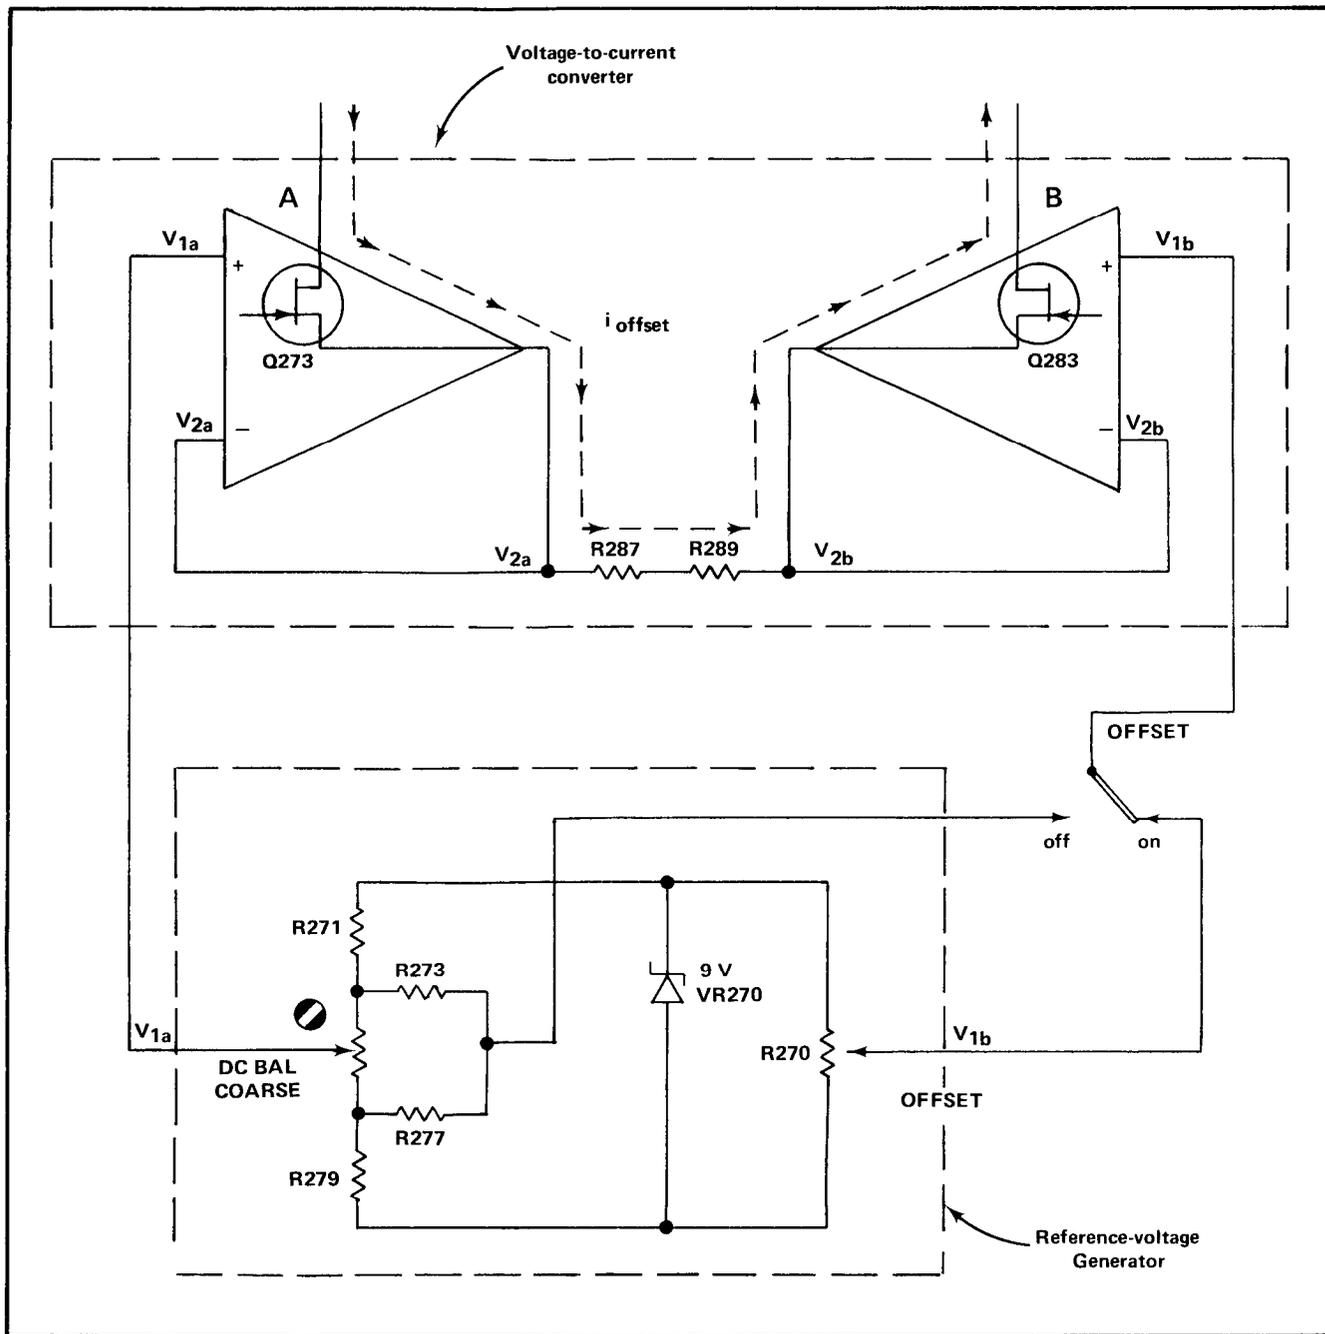 Voltage-to-current
converter
A
B
V1a
V1b
+
+
i offset
Q273
Q283
V2a
V2b
–
–
V2a
R287
R289
V2b
OFFSET
off
on
R271
R273
9 V
VR270
V1a
V1b
R270
DC BAL
COARSE
OFFSET
R277
R279
Reference-voltage
Generator